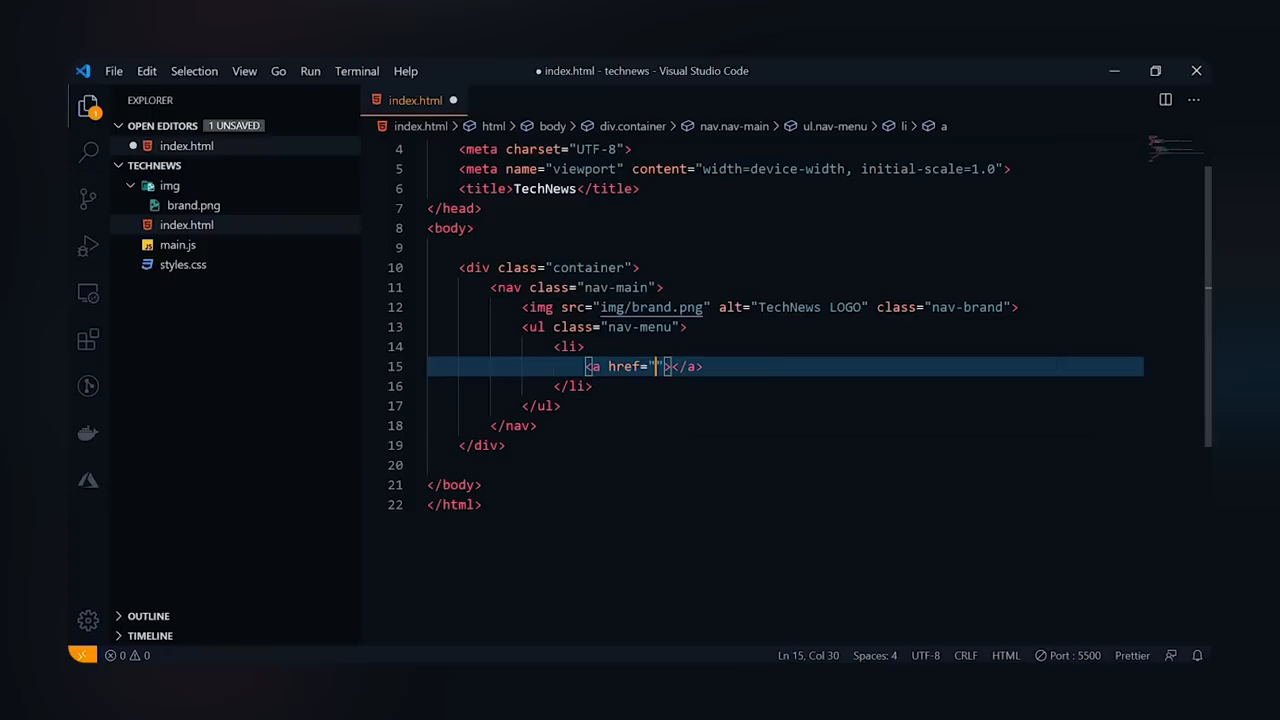 File Edit Selection View Go Run Terminal Help ● index.html - technews - Visual Studio Code
EXPLORER
OPEN EDITORS 1 UNSAVED
index.html
TECHNEWS
img
brand.png
index.html
main.js
styles.css
OUTLINE
TIMELINE
1
index.html ●
index.html > html > body > div.container > nav.nav-main > ul.nav-menu > li > a
4 <meta charset="UTF-8">
5 <meta name="viewport" content="width=device-width, initial-scale=1.0">
6 <title>TechNews</title>
7 </head>
8 <body>
9
10 <div class="container">
11 <nav class="nav-main">
12 <img src="img/brand.png" alt="TechNews LOGO" class="nav-brand">
13 <ul class="nav-menu">
14 <li>
15 <a href=""></a>
16 </li>
17 </ul>
18 </nav>
19 </div>
20
21 </body>
22 </html>
0 0 Ln 15, Col 30 Spaces: 4 UTF-8 CRLF HTML Port : 5500 Prettier